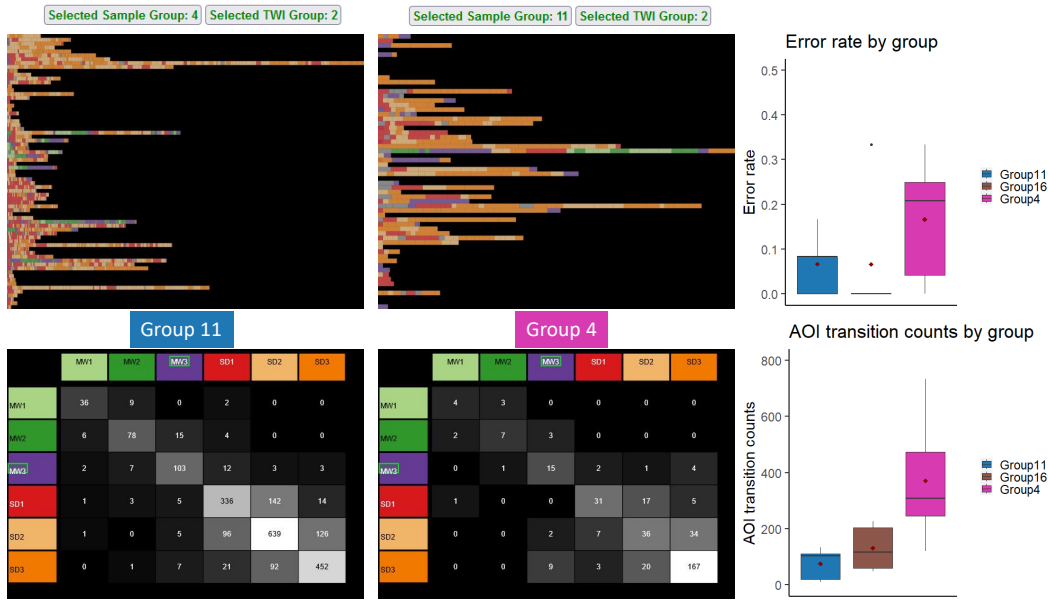 Selected Sample Group: 4 Selected TWI Group: 2
Selected Sample Group: 11 Selected TWI Group: 2
Error rate by group
0.5
0.4
0.3
0.2
0.1
0.0
Error rate
Group11
Group16
Group4
Group 11
Group 4
MW1 MW2 MW3 SD1 SD2 SD3
MW1 36 9 0 2 0 0
MW2 6 78 15 4 0 0
MW3 2 7 103 12 3 3
SD1 1 3 5 336 142 14
SD2 1 0 5 96 639 126
SD3 0 1 7 21 92 452
MW1 MW2 MW3 SD1 SD2 SD3
MW1 4 3 0 0 0 0
MW2 2 7 3 0 0 0
MW3 0 1 15 2 1 4
SD1 1 0 0 31 17 5
SD2 0 0 2 7 36 34
SD3 0 0 9 3 20 167
AOI transition counts by group
800
600
400
200
0
AOI transition counts
Group11
Group16
Group4